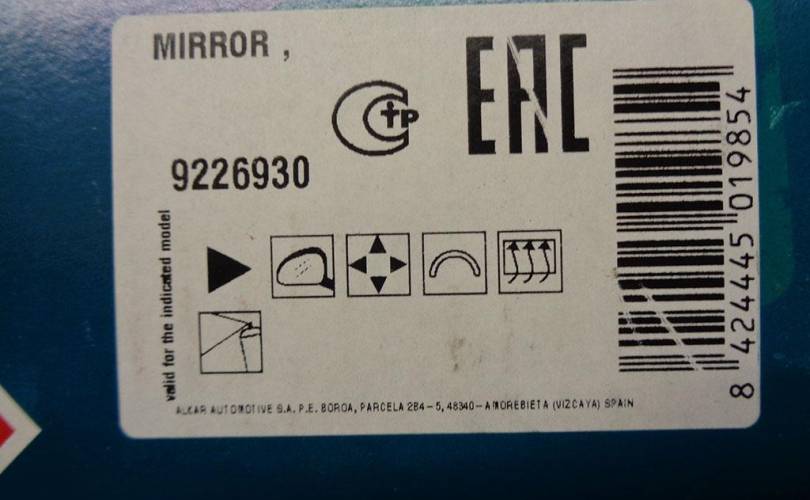 MIRROR ,
EAC
9226930
valid for the indicated model
ALKAR AUTOMOTIVE S.A. P.E. BOROA, PARCELA 2B4-5, 48340-AMOREBIETA (VIZCAYA) SPAIN
8 424445 019854